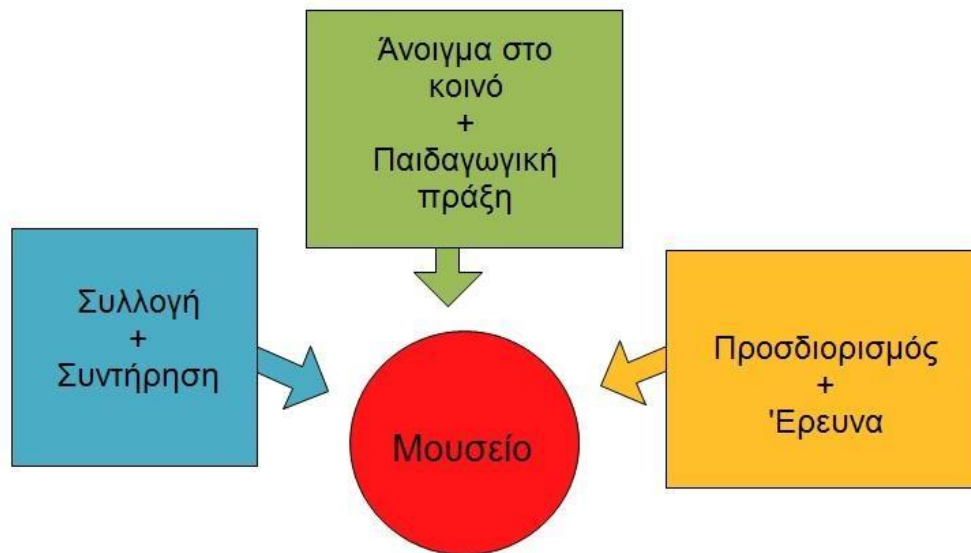 Άνοιγμα στο
κοινό
+
Παιδαγωγική
πράξη
Συλλογή
+
Συντήρηση
Προσδιορισμός
+
'Ερευνα
Μουσείο